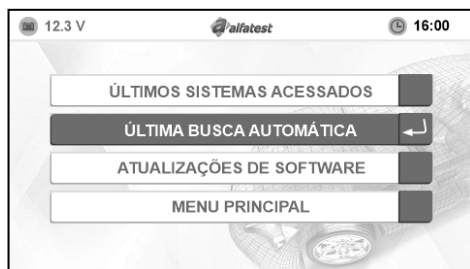 12.3 V
alfatest
16:00
ÚLTIMOS SISTEMAS ACESSADOS
ÚLTIMA BUSCA AUTOMÁTICA
ATUALIZAÇÕES DE SOFTWARE
MENU PRINCIPAL